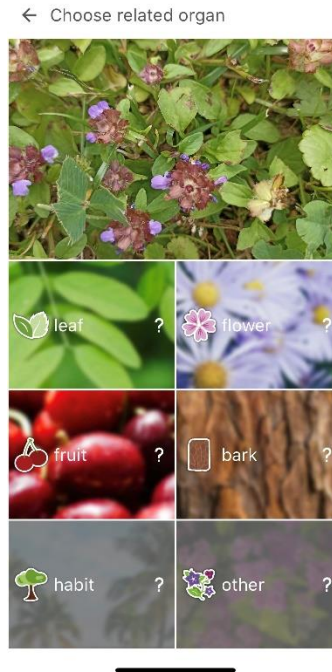 ← Choose related organ
leaf ?
flower ?
fruit ?
bark ?
habit ?
other ?